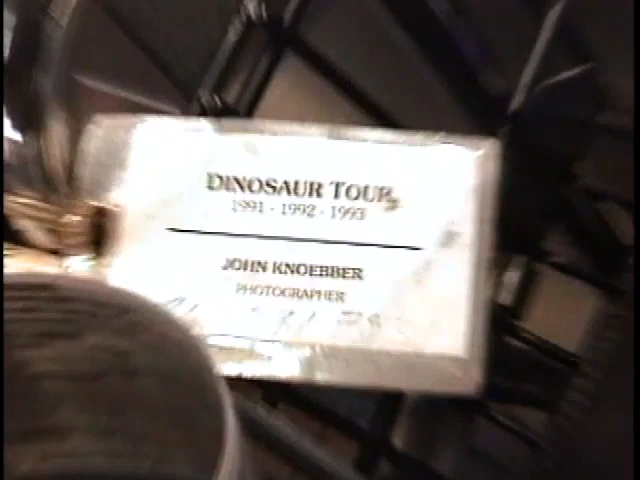 DINOSAUR TOUR
1991 - 1992 - 1993
JOHN KNOEBBER
PHOTOGRAPHER